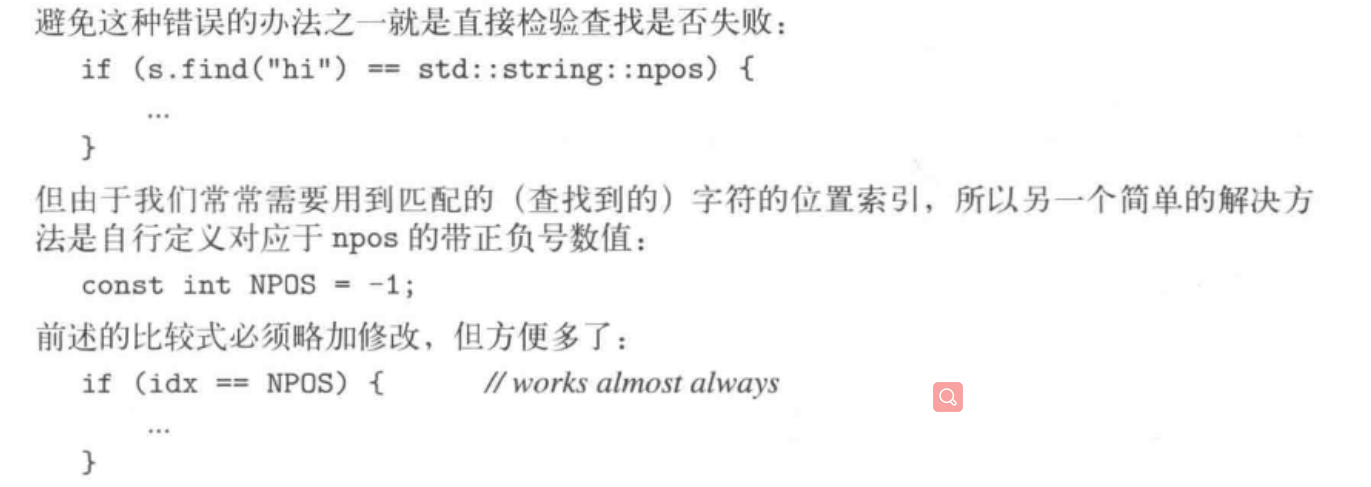 避免这种错误的办法之一就是直接检验查找是否失败：
if (s.find("hi") == std::string::npos) {
...
}
但由于我们常常需要用到匹配的（查找到的）字符的位置索引，所以另一个简单的解决方
法是自行定义对应于 npos 的带正负号数值：
const int NPOS = -1;
前述的比较式必须略加修改，但方便多了：
if (idx == NPOS) { // works almost always
...
}